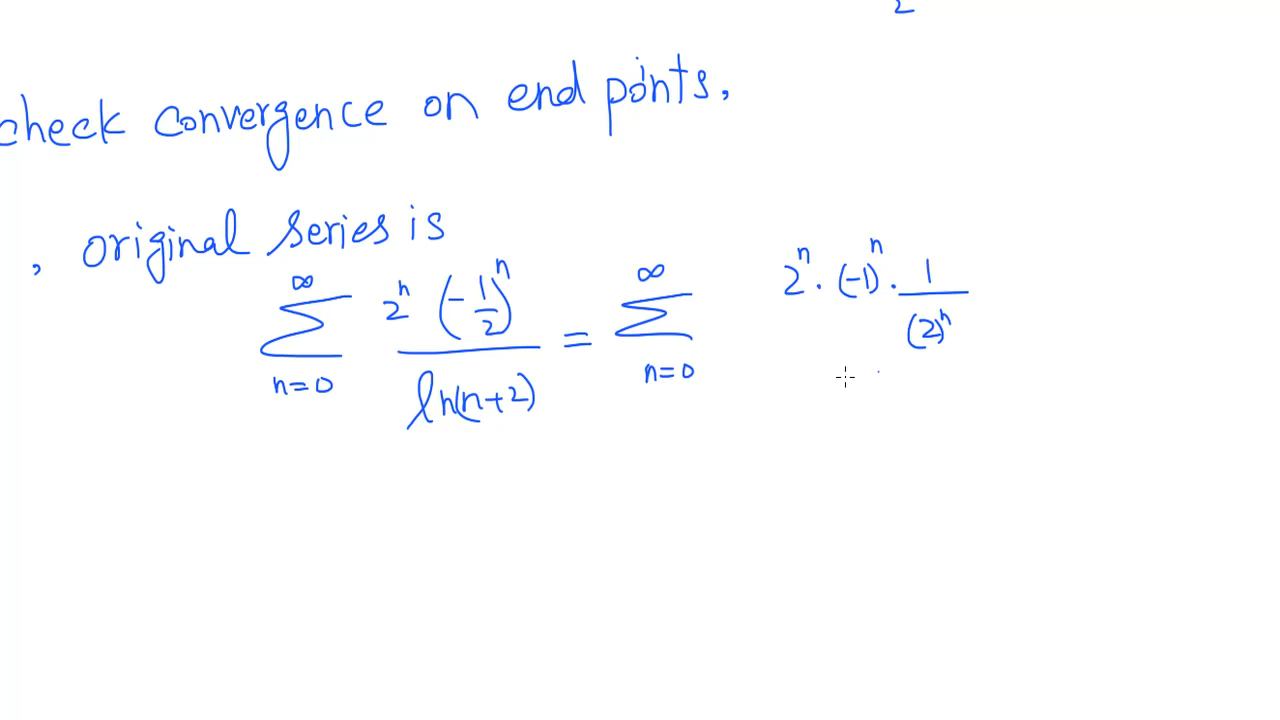 2
check convergence on end points.
, original series is
∞ 2^n (-1/2)^n ∞ 2^n · (-1)^n · 1
∑ ———————— = ∑ ———
n=0 ln(n+2) n=0 (2)^n